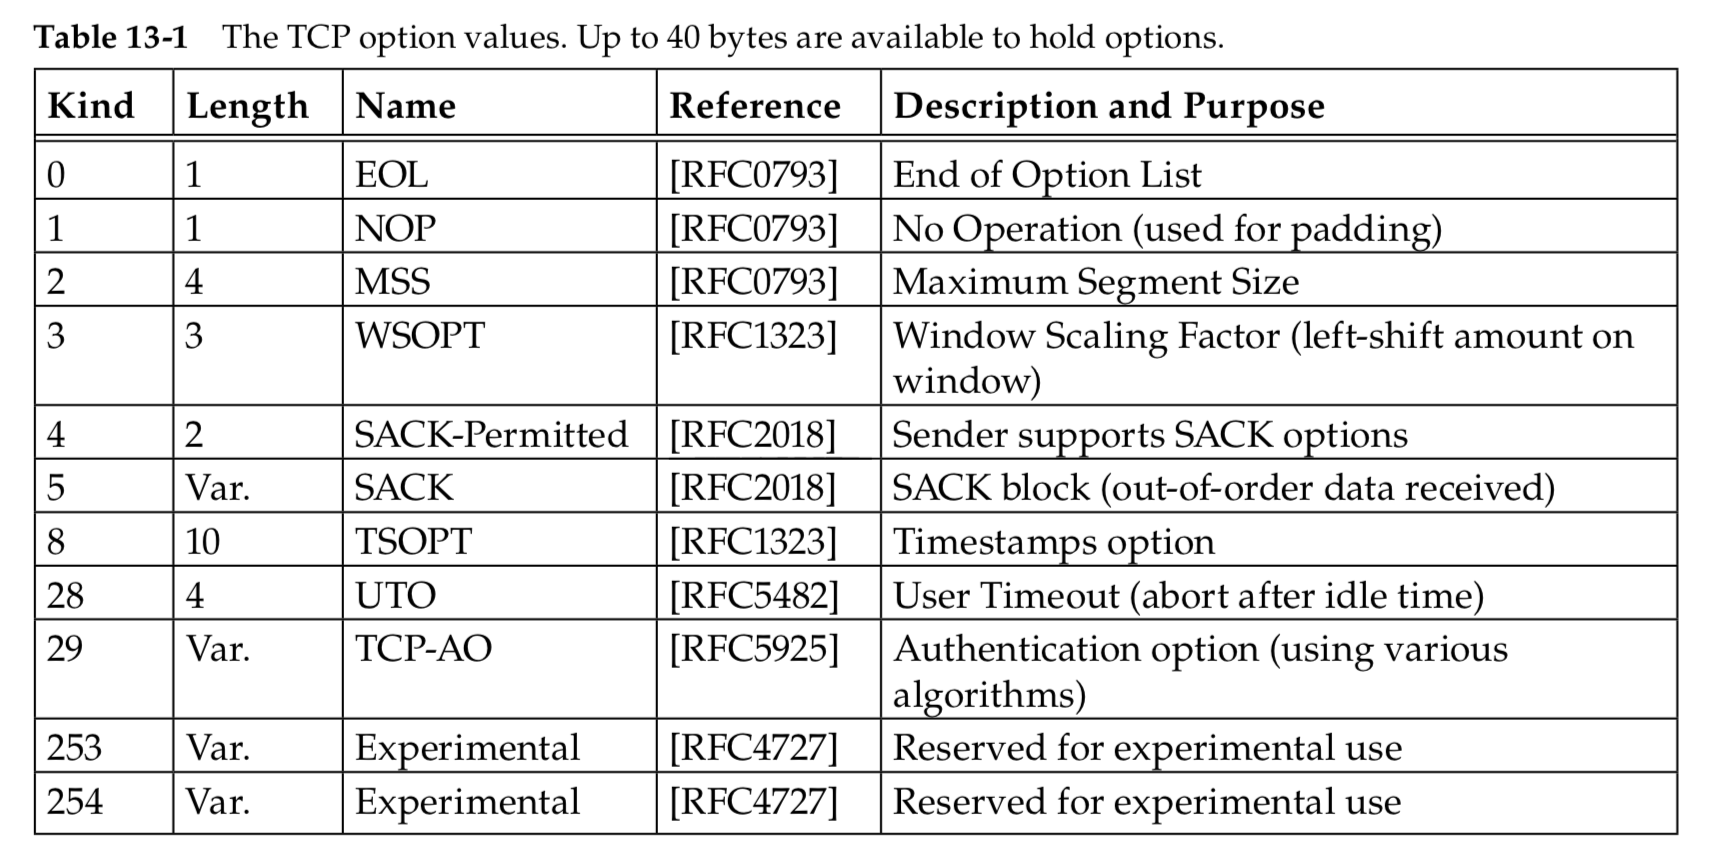 Table 13-1 The TCP option values. Up to 40 bytes are available to hold options.
Kind Length Name Reference Description and Purpose
0 1 EOL [RFC0793] End of Option List
1 1 NOP [RFC0793] No Operation (used for padding)
2 4 MSS [RFC0793] Maximum Segment Size
3 3 WSOPT [RFC1323] Window Scaling Factor (left-shift amount on
window)
4 2 SACK-Permitted [RFC2018] Sender supports SACK options
5 Var. SACK [RFC2018] SACK block (out-of-order data received)
8 10 TSOPT [RFC1323] Timestamps option
28 4 UTO [RFC5482] User Timeout (abort after idle time)
29 Var. TCP-AO [RFC5925] Authentication option (using various
algorithms)
253 Var. Experimental [RFC4727] Reserved for experimental use
254 Var. Experimental [RFC4727] Reserved for experimental use